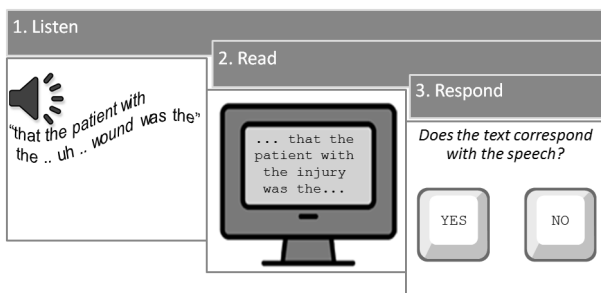 1. Listen
“that the patient with
the .. uh .. wound was the”
2. Read
... that the
patient with
the injury
was the...
3. Respond
Does the text correspond
with the speech?
YES
NO